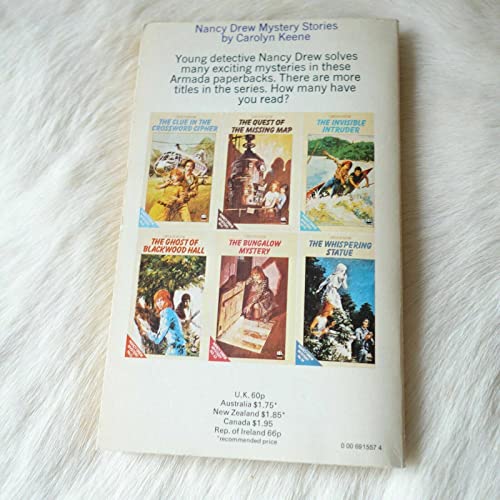 Nancy Drew Mystery Stories
by Carolyn Keene
Young detective Nancy Drew solves
many exciting mysteries in these
Armada paperbacks. There are more
titles in the series. How many have
you read?
THE CLUE IN THE
CROSSWORD CIPHER
THE QUEST OF
THE MISSING MAP
THE INVISIBLE
INTRUDER
THE GHOST OF
BLACKWOOD HALL
THE BUNGALOW
MYSTERY
THE WHISPERING
STATUE
U.K. 60p
Australia $1.75*
New Zealand $1.85*
Canada $1.95
Rep. of Ireland 66p
*recommended price
0 00 691557 4